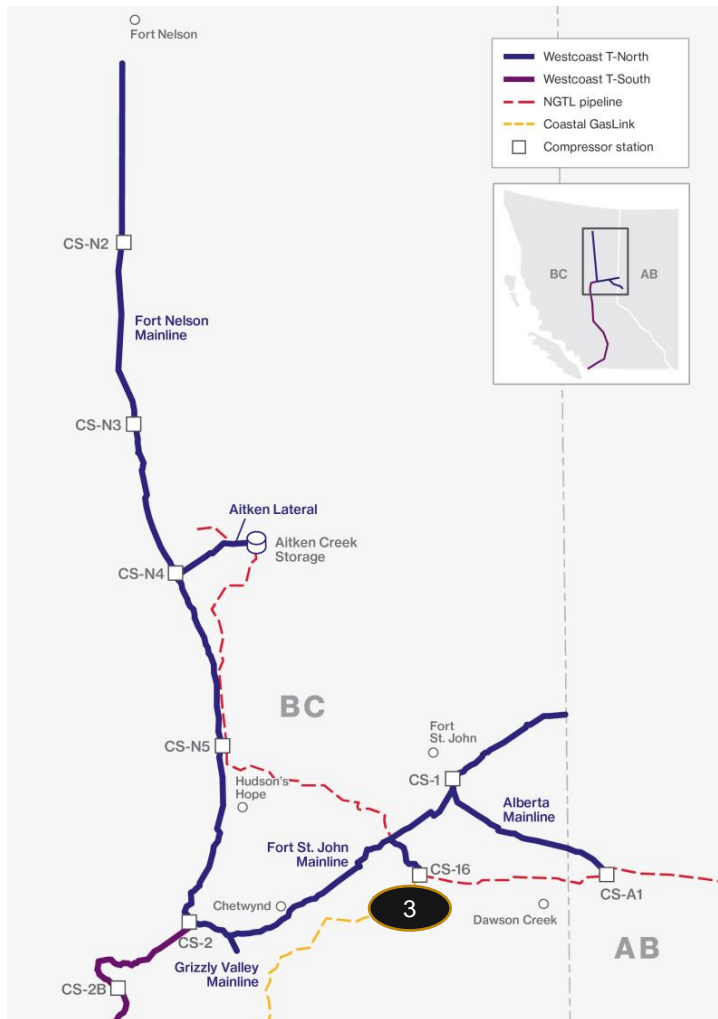 Fort Nelson
Westcoast T-North
Westcoast T-South
NGTL pipeline
Coastal GasLink
Compressor station
BC
AB
CS-N2
Fort Nelson
Mainline
CS-N3
Aitken Lateral
Aitken Creek
Storage
CS-N4
BC
Fort
St. John
CS-N5
CS-1
Hudson's
Hope
Alberta
Mainline
Fort St. John
Mainline
CS-16
CS-A1
Chetwynd
3
Dawson Creek
CS-2
AB
Grizzly Valley
Mainline
CS-2B